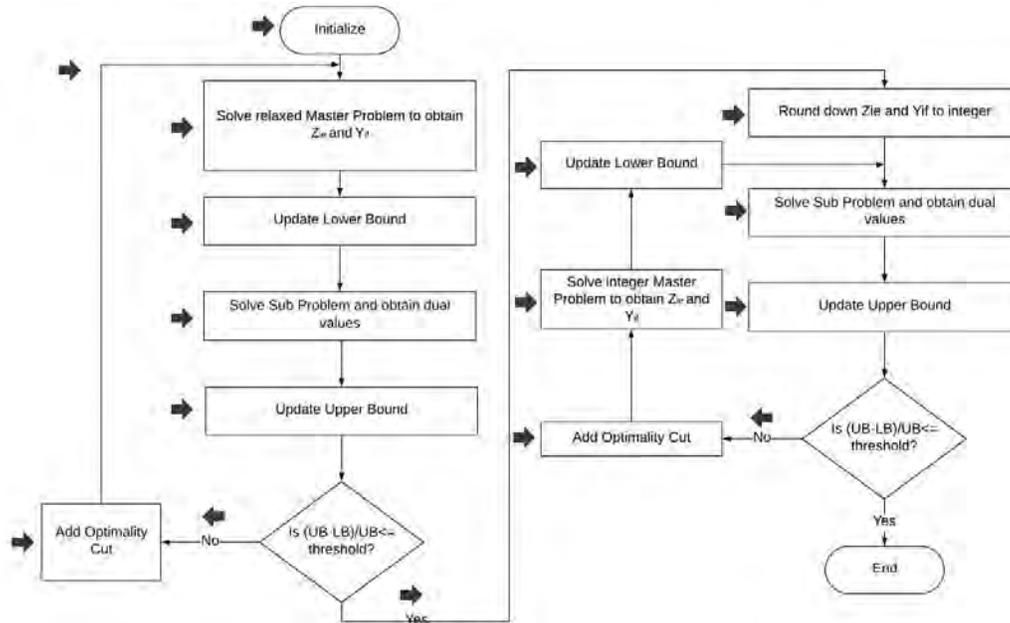 Initialize
Solve relaxed Master Problem to obtain
Zie and Yif
Update Lower Bound
Solve Sub Problem and obtain dual
values
Update Upper Bound
Is (UB-LB)/UB<=
threshold?
No
Add Optimality
Cut
Yes
Round down Zie and Yif to integer
Solve Sub Problem and obtain dual
values
Update Upper Bound
Is (UB-LB)/UB<=
threshold?
No
Add Optimality Cut
Solve Integer Master
Problem to obtain Zie and
Yif
Update Lower Bound
Yes
End